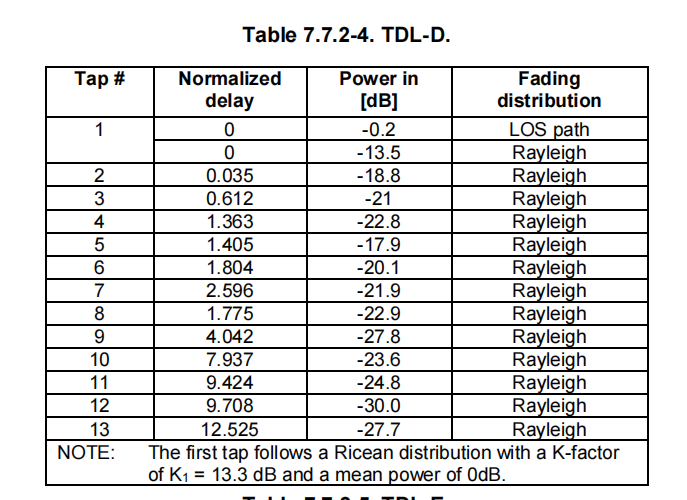 Table 7.7.2-4. TDL-D.
Tap # Normalized delay Power in [dB] Fading distribution
1 0 -0.2 LOS path
0 -13.5 Rayleigh
2 0.035 -18.8 Rayleigh
3 0.612 -21 Rayleigh
4 1.363 -22.8 Rayleigh
5 1.405 -17.9 Rayleigh
6 1.804 -20.1 Rayleigh
7 2.596 -21.9 Rayleigh
8 1.775 -22.9 Rayleigh
9 4.042 -27.8 Rayleigh
10 7.937 -23.6 Rayleigh
11 9.424 -24.8 Rayleigh
12 9.708 -30.0 Rayleigh
13 12.525 -27.7 Rayleigh
NOTE: The first tap follows a Ricean distribution with a K-factor
of K₁ = 13.3 dB and a mean power of 0dB.